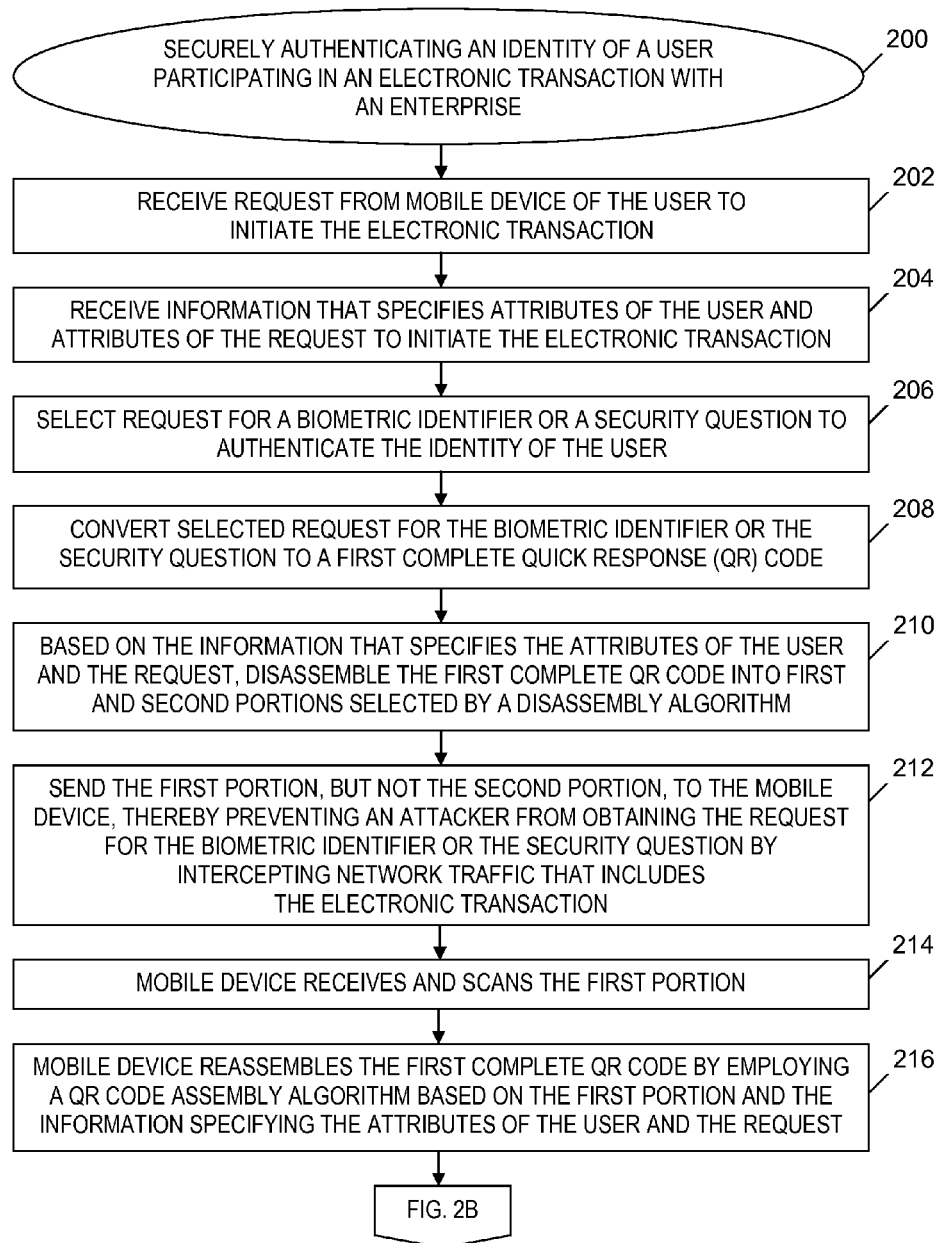 SECURELY AUTHENTICATING AN IDENTITY OF A USER
PARTICIPATING IN AN ELECTRONIC TRANSACTION WITH
AN ENTERPRISE
200
202
RECEIVE REQUEST FROM MOBILE DEVICE OF THE USER TO
INITIATE THE ELECTRONIC TRANSACTION
204
RECEIVE INFORMATION THAT SPECIFIES ATTRIBUTES OF THE USER AND
ATTRIBUTES OF THE REQUEST TO INITIATE THE ELECTRONIC TRANSACTION
206
SELECT REQUEST FOR A BIOMETRIC IDENTIFIER OR A SECURITY QUESTION TO
AUTHENTICATE THE IDENTITY OF THE USER
208
CONVERT SELECTED REQUEST FOR THE BIOMETRIC IDENTIFIER OR THE
SECURITY QUESTION TO A FIRST COMPLETE QUICK RESPONSE (QR) CODE
210
BASED ON THE INFORMATION THAT SPECIFIES THE ATTRIBUTES OF THE USER
AND THE REQUEST, DISASSEMBLE THE FIRST COMPLETE QR CODE INTO FIRST
AND SECOND PORTIONS SELECTED BY A DISASSEMBLY ALGORITHM
212
SEND THE FIRST PORTION, BUT NOT THE SECOND PORTION, TO THE MOBILE
DEVICE, THEREBY PREVENTING AN ATTACKER FROM OBTAINING THE REQUEST
FOR THE BIOMETRIC IDENTIFIER OR THE SECURITY QUESTION BY
INTERCEPTING NETWORK TRAFFIC THAT INCLUDES
THE ELECTRONIC TRANSACTION
214
MOBILE DEVICE RECEIVES AND SCANS THE FIRST PORTION
216
MOBILE DEVICE REASSEMBLES THE FIRST COMPLETE QR CODE BY EMPLOYING
A QR CODE ASSEMBLY ALGORITHM BASED ON THE FIRST PORTION AND THE
INFORMATION SPECIFYING THE ATTRIBUTES OF THE USER AND THE REQUEST
FIG. 2B